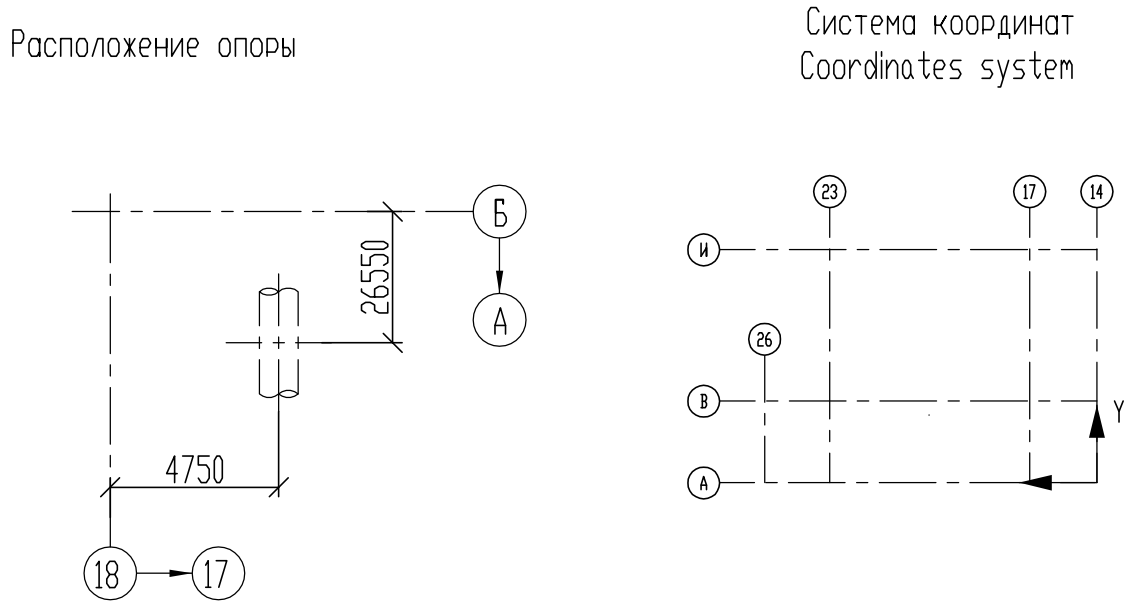 Расположение опоры
Система координат
Coordinates system
Б
26550
А
4750
18
17
23
17
14
И
26
В
Y
А